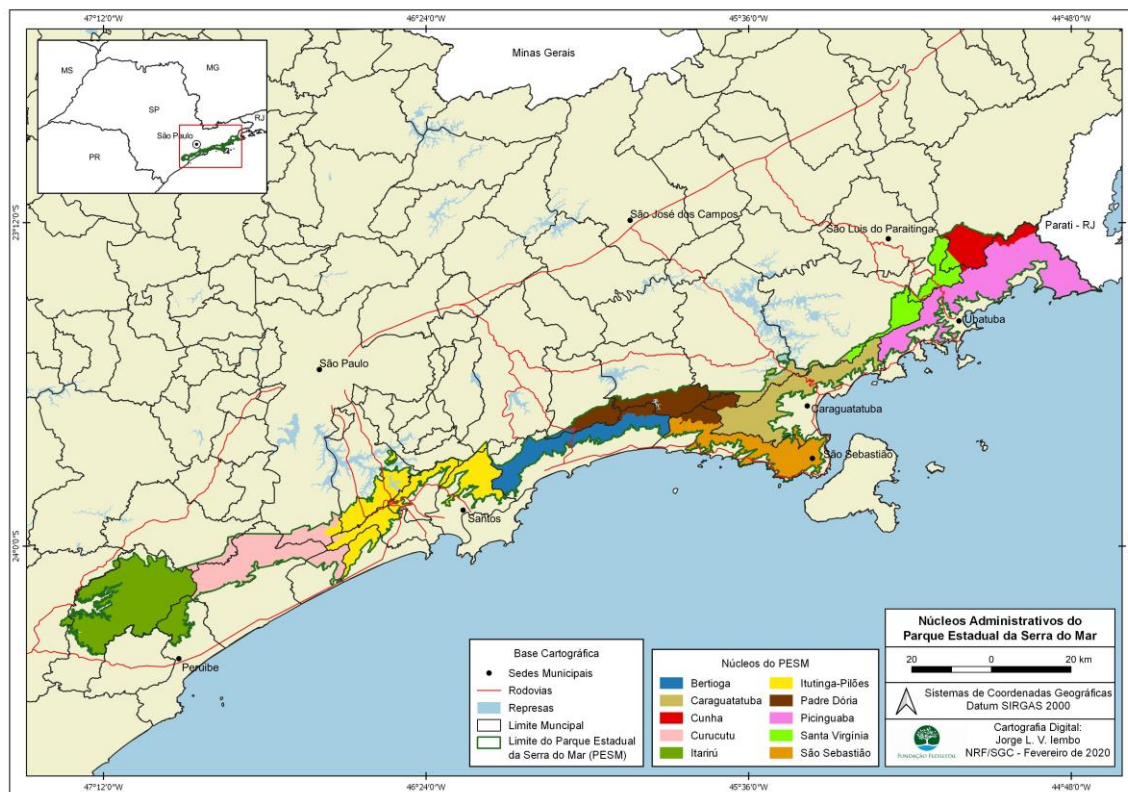 47°12'0"W
46°24'0"W
45°36'0"W
44°48'0"W
Minas Gerais
MS
MG
SP
RJ
São Paulo
PR
23°12'0"S
São José dos Campos
São Luis do Paraitinga
Parati - RJ
Ubatuba
São Paulo
Caraguatatuba
São Sebastião
Santos
24°0'0"S
Peruibe
Base Cartográfica
Sedes Municipais
Rodovias
Represas
Limite Muncipal
Limite do Parque Estadual
da Serra do Mar (PESM)
Núcleos do PESM
Bertioga
Caraguatatuba
Cunha
Curucutu
Itarirú
Itutinga-Pilões
Padre Dória
Picinguaba
Santa Virgínia
São Sebastião
Núcleos Administrativos do
Parque Estadual da Serra do Mar
20 0 20 km
Sistemas de Coordenadas Geográficas
Datum SIRGAS 2000
FUNDAÇÃO FLORESTAL
Cartografia Digital:
Jorge L. V. Iembo
NRF/SGC - Fevereiro de 2020
47°12'0"W
46°24'0"W
45°36'0"W
44°48'0"W